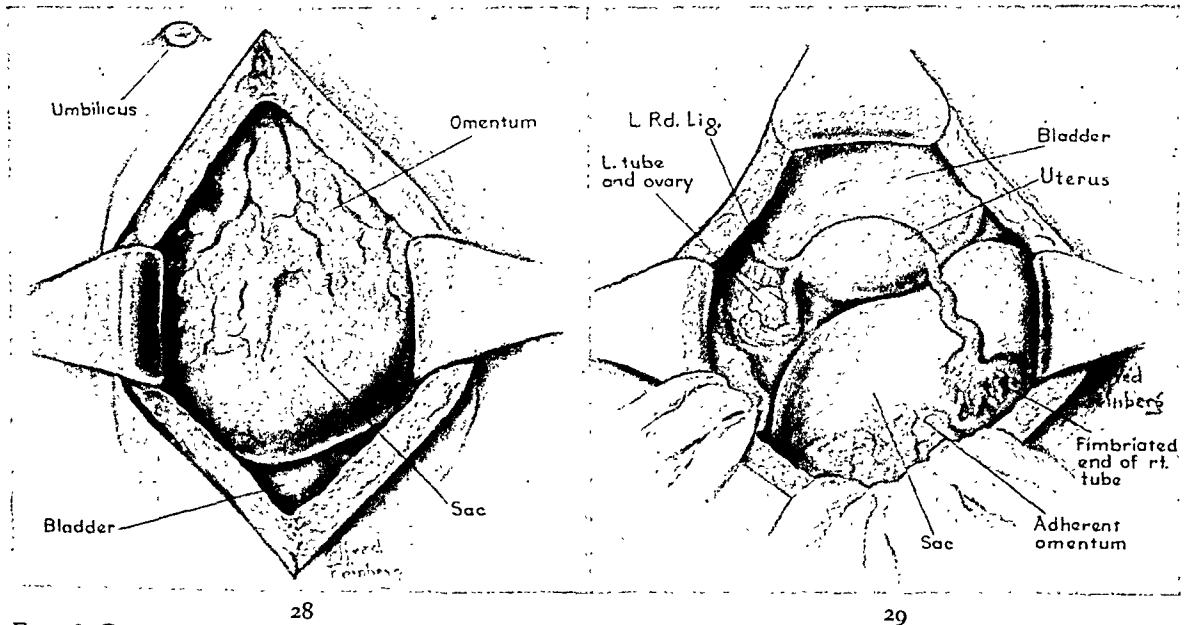 Umbilicus
Omentum
Bladder
Sac
28
L. Rd. Lig.
L. tube
and ovary
Bladder
Uterus
Fimbriated
end of rt.
tube
Adherent
omentum
Sac
29